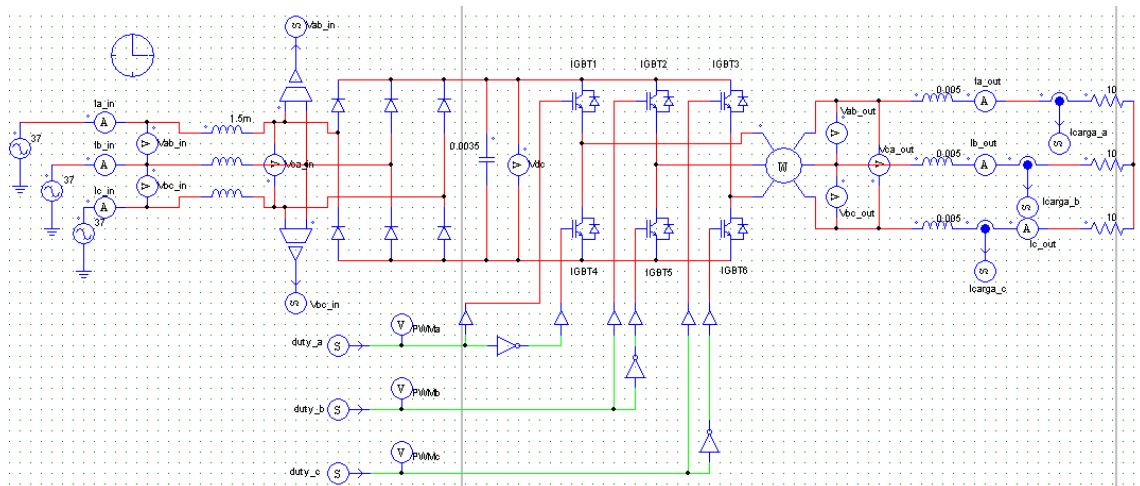 Vab_in
IGBT1
IGBT2
IGBT3
Ia_in
1.5m
37
Vab_in
Ib_in
Vca_in
37
Vbc_in
Ic_in
37
0.0035
Vdc
W
Vab_out
0.005
Ia_out
10
Icarga_a
Vca_out
0.005
Ib_out
10
Vbc_out
Icarga_b
0.005
10
Ic_out
Icarga_c
IGBT4
IGBT5
IGBT6
Vbc_in
duty_a
PWMa
duty_b
PWMb
duty_c
PWMc